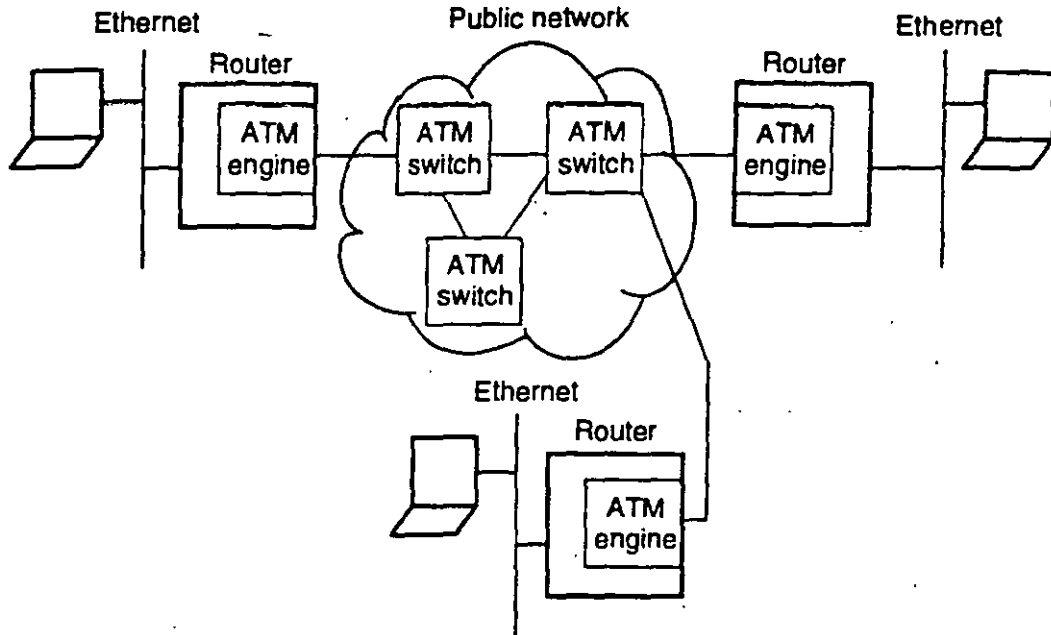 Public network
Ethernet
Ethernet
Router
Router
ATM
engine
ATM
switch
ATM
switch
ATM
engine
ATM
switch
Ethernet
Router
ATM
engine